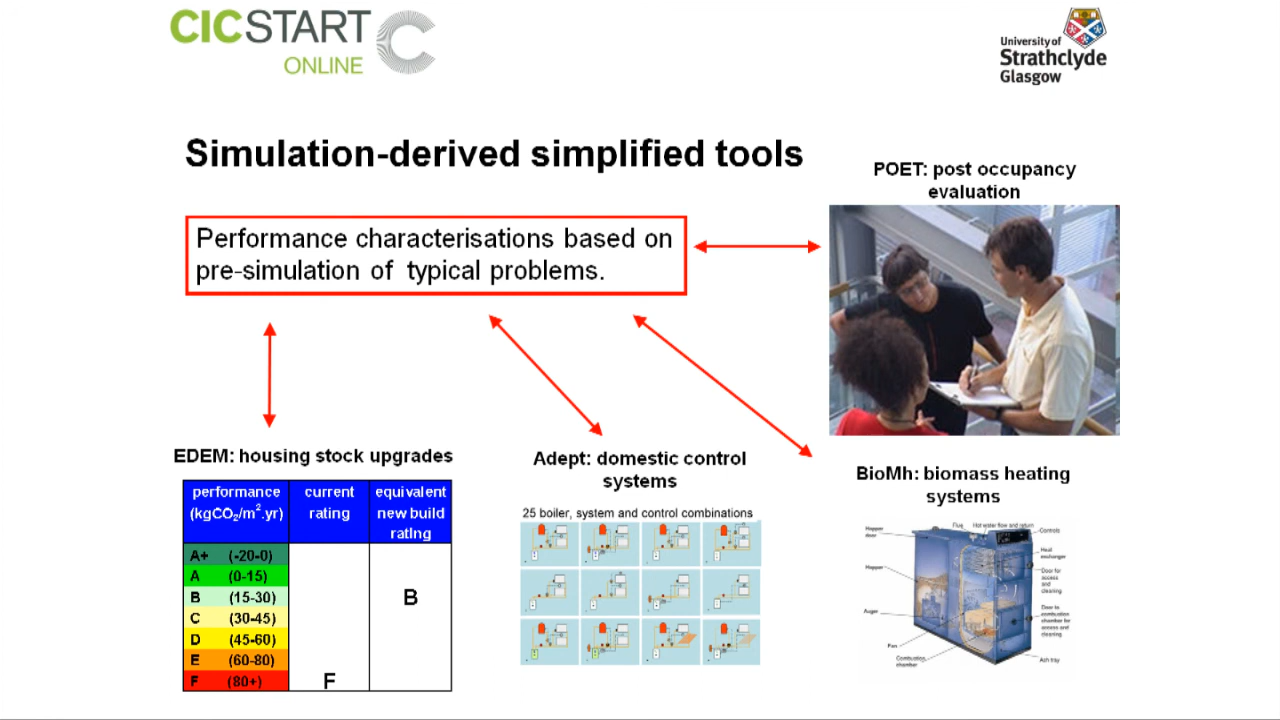 CICSTART
ONLINE
University of
Strathclyde
Glasgow
Simulation-derived simplified tools
Performance characterisations based on
pre-simulation of typical problems.
POET: post occupancy
evaluation
EDEM: housing stock upgrades
performance
(kgCO₂/m².yr)
current
rating
equivalent
new build
rating
A+ (-20-0)
A (0-15)
B (15-30)
B
C (30-45)
D (45-60)
E (60-80)
F (80+)
F
Adept: domestic control
systems
25 boiler, system and control combinations
BioMh: biomass heating
systems
Hopper
door
Flue
Hot water flow and return
Controls
Heat
exchanger
Hopper
Door for
access
and
cleaning
Auger
Door to
combustion
chamber for
access and
cleaning
Fan
Combustion
chamber
Ash tray